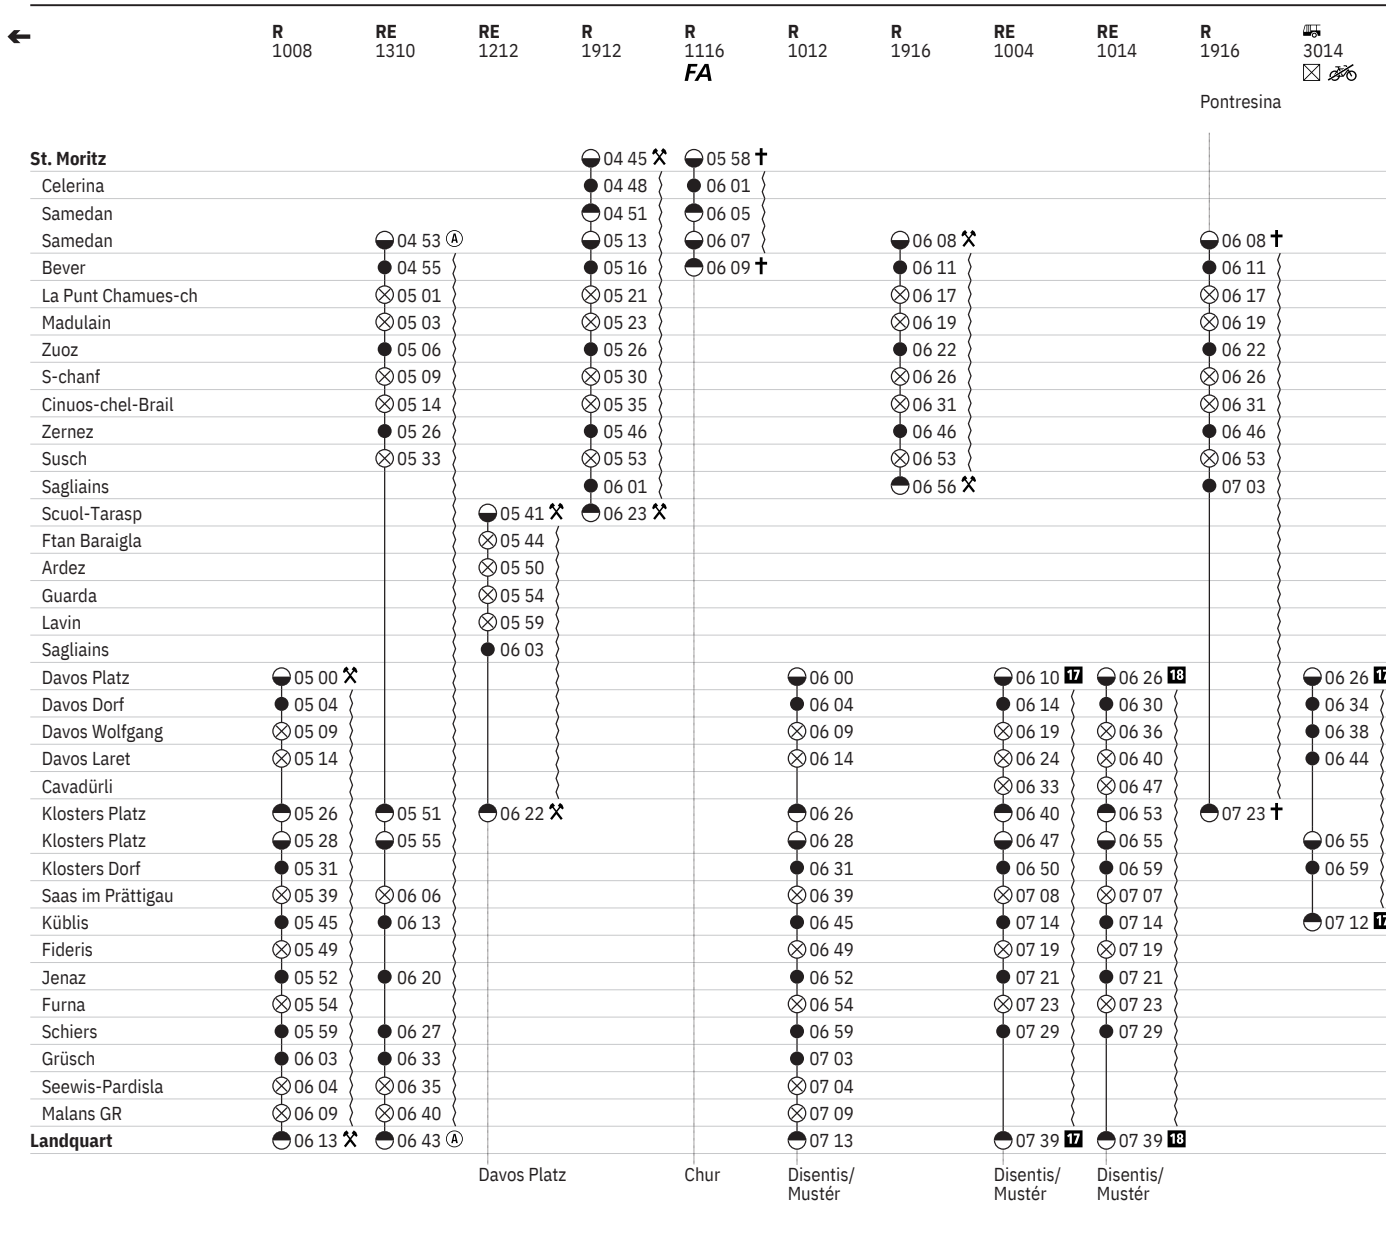 R RE RE R R R R RE RE R
1008 1310 1212 1912 1116 1012 1916 1004 1014 1916 3014
FA
Pontresina
St. Moritz 04 45 05 58
Celerina 04 48 06 01
Samedan 04 51 06 05
Samedan 04 53 A 05 13 06 07 06 08 06 08
Bever 04 55 05 16 06 09 06 11 06 11
La Punt Chamues-ch 05 01 05 21 06 17 06 17
Madulain 05 03 05 23 06 19 06 19
Zuoz 05 06 05 26 06 22 06 22
S-chanf 05 09 05 30 06 26 06 26
Cinuos-chel-Brail 05 14 05 35 06 31 06 31
Zernez 05 26 05 46 06 46 06 46
Susch 05 33 05 53 06 53 06 53
Sagliains 06 01 06 56 07 03
Scuol-Tarasp 05 41 06 23
Ftan Baraigla 05 44
Ardez 05 50
Guarda 05 54
Lavin 05 59
Sagliains 06 03
Davos Platz 05 00 06 00 06 10 17 06 26 18 06 26
Davos Dorf 05 04 06 04 06 14 06 30 06 34
Davos Wolfgang 05 09 06 09 06 19 06 36 06 38
Davos Laret 05 14 06 14 06 24 06 40 06 44
Cavadürli 06 33 06 47
Klosters Platz 05 26 05 51 06 22 06 26 06 40 06 53 07 23
Klosters Platz 05 28 05 55 06 28 06 47 06 55 06 55
Klosters Dorf 05 31 06 31 06 50 06 59 06 59
Saas im Prättigau 05 39 06 06 06 39 07 08 07 07
Küblis 05 45 06 13 06 45 07 14 07 14 07 12
Fideris 05 49 06 49 07 19 07 19
Jenaz 05 52 06 20 06 52 07 21 07 21
Furna 05 54 06 54 07 23 07 23
Schiers 05 59 06 27 06 59 07 29 07 29
Grüsch 06 03 06 33 07 03
Seewis-Pardisla 06 04 06 35 07 04
Malans GR 06 09 06 40 07 09
Landquart 06 13 06 43 A 07 13 07 39 17 07 39 18
Davos Platz Chur Disentis/ Disentis/ Disentis/
Mustér Mustér Mustér